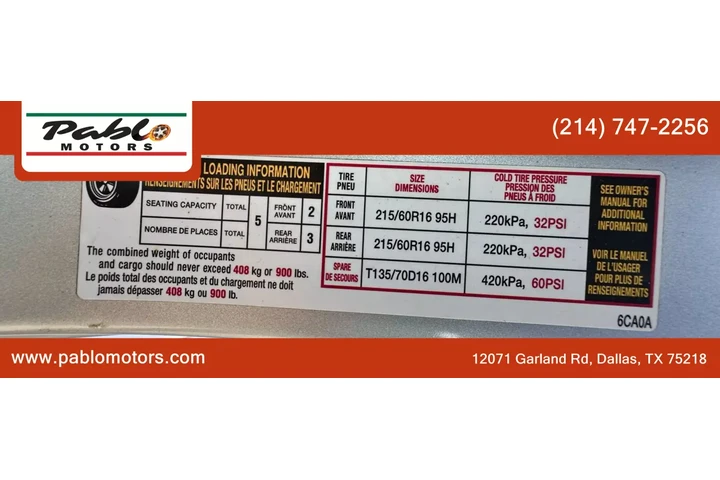 Pablo
MOTORS
(214) 747-2256
LOADING INFORMATION
RENSEIGNEMENTS SUR LES PNEUS ET LE CHARGEMENT
SEATING CAPACITY TOTAL 5 FRÖNT AVANT 2
NOMBRE DE PLACES TOTAL REAR ARRIÈRE 3
The combined weight of occupants
and cargo should never exceed 408 kg or 900 lbs.
Le poids total des occupants et du chargement ne doit
jamais dépasser 408 kg ou 900 lb.
TIRE PNEU SIZE DIMENSIONS COLD TIRE PRESSURE PRESSION DES PNEUS À FROID
FRONT AVANT 215/60R16 95H 220kPa, 32PSI
REAR ARRIÈRE 215/60R16 95H 220kPa, 32PSI
SPARE DE SECOURS T135/70D16 100M 420kPa, 60PSI
SEE OWNER'S
MANUAL FOR
ADDITIONAL
INFORMATION
VOIR LE MANUEL
DE L'USAGER
POUR PLUS DE
RENSEIGNEMENTS
6CA0A
www.pablomotors.com
12071 Garland Rd, Dallas, TX 75218